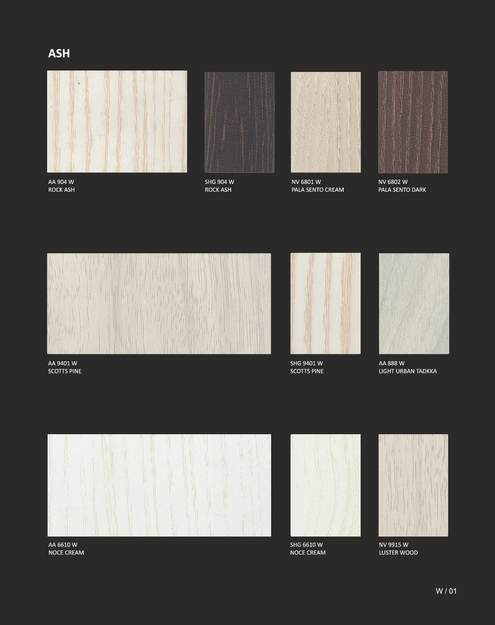 ASH
AA 904 W
ROCK ASH
SHG 904 W
ROCK ASH
NV 6801 W
PALA SENTO CREAM
NV 6802 W
PALA SENTO DARK
AA 9401 W
SCOTTS PINE
SHG 9401 W
SCOTTS PINE
AA 888 W
LIGHT URBAN TADKKA
AA 6610 W
NOCE CREAM
SHG 6610 W
NOCE CREAM
NV 9915 W
LUSTER WOOD
W / 01